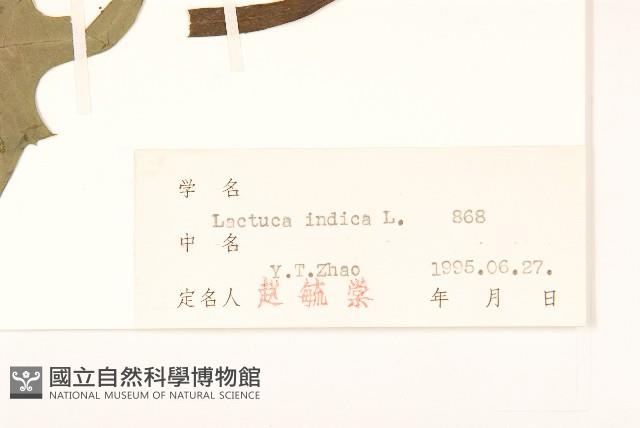 学 名
Lactuca indica L. 868
中 名
Y.T.Zhao 1995.06.27.
定名人 赵毓棠 年 月 日
國立自然科學博物館
NATIONAL MUSEUM OF NATURAL SCIENCE